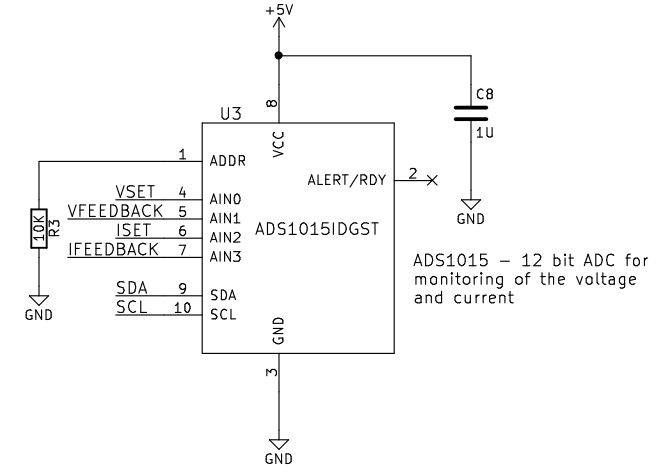 +5V
8
VCC
C8
1U
GND
U3
1 ADDR
ALERT/RDY 2
VSET 4 AIN0
VFEEDBACK 5 AIN1
ISET 6 AIN2
IFEEDBACK 7 AIN3
ADS1015IDGST
10K
R3
GND
SDA 9 SDA
SCL 10 SCL
GND
3
GND
ADS1015 – 12 bit ADC for
monitoring of the voltage
and current